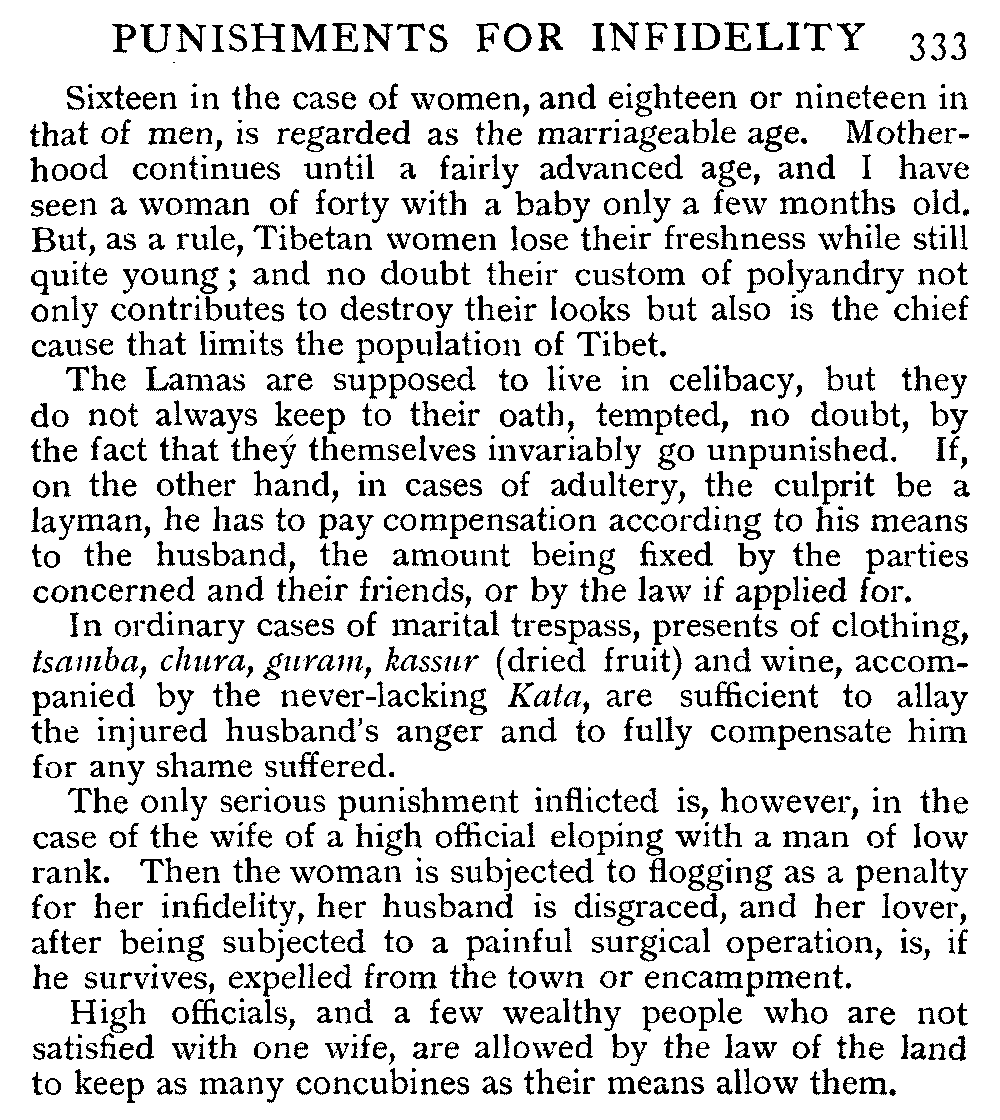 PUNISHMENTS FOR INFIDELITY 333
Sixteen in the case of women, and eighteen or nineteen in
that of men, is regarded as the marriageable age. Mother-
hood continues until a fairly advanced age, and I have
seen a woman of forty with a baby only a few months old.
But, as a rule, Tibetan women lose their freshness while still
quite young; and no doubt their custom of polyandry not
only contributes to destroy their looks but also is the chief
cause that limits the population of Tibet.
The Lamas are supposed to live in celibacy, but they
do not always keep to their oath, tempted, no doubt, by
the fact that they themselves invariably go unpunished. If,
on the other hand, in cases of adultery, the culprit be a
layman, he has to pay compensation according to his means
to the husband, the amount being fixed by the parties
concerned and their friends, or by the law if applied for.
In ordinary cases of marital trespass, presents of clothing,
tsamba, chura, guram, kassur (dried fruit) and wine, accom-
panied by the never-lacking Kata, are sufficient to allay
the injured husband's anger and to fully compensate him
for any shame suffered.
The only serious punishment inflicted is, however, in the
case of the wife of a high official eloping with a man of low
rank. Then the woman is subjected to flogging as a penalty
for her infidelity, her husband is disgraced, and her lover,
after being subjected to a painful surgical operation, is, if
he survives, expelled from the town or encampment.
High officials, and a few wealthy people who are not
satisfied with one wife, are allowed by the law of the land
to keep as many concubines as their means allow them.